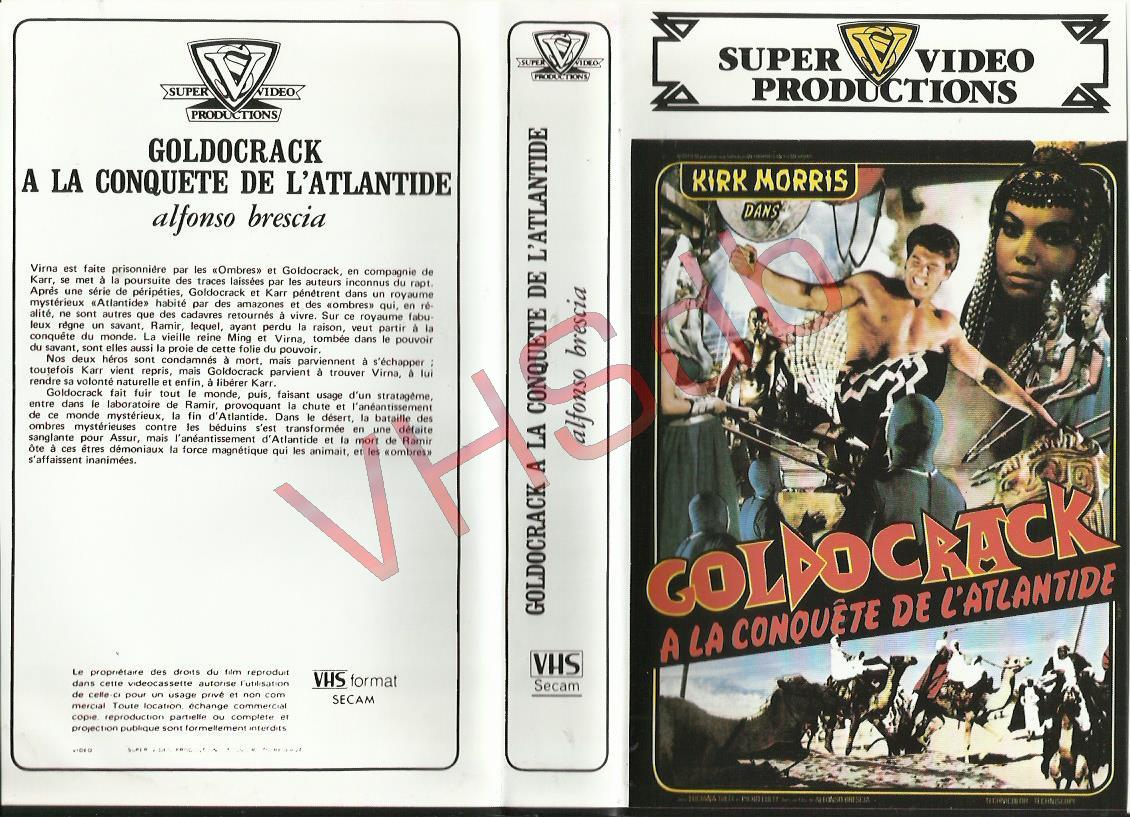 SUPER VIDEO
PRODUCTIONS
GOLDOCRACK
A LA CONQUETE DE L'ATLANTIDE
alfonso brescia
Virna est faite prisonnière par les «Ombres» et Goldocrack, en compagnie de
Karr, se met à la poursuite des traces laissées par les auteurs inconnus du rapt.
Après une série de péripéties, Goldocrack et Karr pénètrent dans un royaume
mystérieux «Atlantide» habité par des amazones et des «ombres» qui, en ré-
alité, ne sont autres que des cadavres retournés à vivre. Sur ce royaume fabu-
leux règne un savant, Ramir, lequel, ayant perdu la raison, veut partir à la
conquête du monde. La vieille reine Ming et Virna, tombée dans le pouvoir
du savant, sont elles aussi la proie de cette folie du pouvoir.
Nos deux héros sont condamnés à mort, mais parviennent à s'échapper ;
toutefois Karr vient repris, mais Goldocrack parvient à trouver Virna, à lui
rendre sa volonté naturelle et enfin, à libérer Karr.
Goldocrack fait fuir tout le monde, puis, faisant usage d'un stratagème,
entre dans le laboratoire de Ramir, provoquant la chute et l'anéantissement
de ce monde mystérieux, la fin d'Atlantide. Dans le désert, la bataille des
ombres mystérieuses contre les béduins s'est transformée en une défaite
sanglante pour Assur, mais l'anéantissement d'Atlantide et la mort de Ramir
ôte à ces êtres démoniaux la force magnétique qui les animait, et les «ombres»
s'affaissent inanimées.
Le propriétaire des droits du film reproduit
dans cette videocassette autorise l'utilisation
de celle-ci pour un usage privé et non com
mercial. Toute location, échange commercial
copie, reproduction partielle ou complète et
projection publique sont formellement interdits
VIDEO
VHS format
SECAM
SUPER VIDEO
PRODUCTIONS
GOLDOCRACK A LA CONQUETE DE L'ATLANTIDE
alfonso brescia
VHS
Secam
SUPER VIDEO
PRODUCTIONS
KIRK MORRIS
DANS
GOLDOCRACK
A LA CONQUÊTE DE L'ATLANTIDE
ALFONSO BRESCIA
TECHNICOLOR TECHNISCOPE
VHSdb